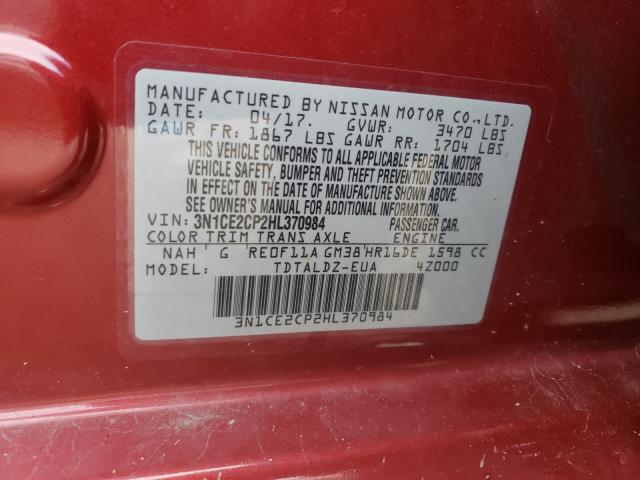 MANUFACTURED BY NISSAN MOTOR CO.,LTD.
DATE: 04/17. GVWR: 3470 LBS
GAWR FR: 1867 LBS GAWR RR: 1704 LBS
THIS VEHICLE CONFORMS TO ALL APPLICABLE FEDERAL MOTOR
VEHICLE SAFETY, BUMPER AND THEFT PREVENTION STANDARDS
IN EFFECT ON THE DATE OF MANUFACTURE SHOWN ABOVE.
SEE OWNER'S MANUAL FOR ADDITIONAL INFORMATION.
VIN: 3N1CE2CP2HL370984 PASSENGER CAR.
COLOR TRIM TRANS AXLE ENGINE
NAH ' G RE0F11A GM38'HR16DE 1598 CC
MODEL: TDTALDZ-EUA 4Z000
3N1CE2CP2HL370984